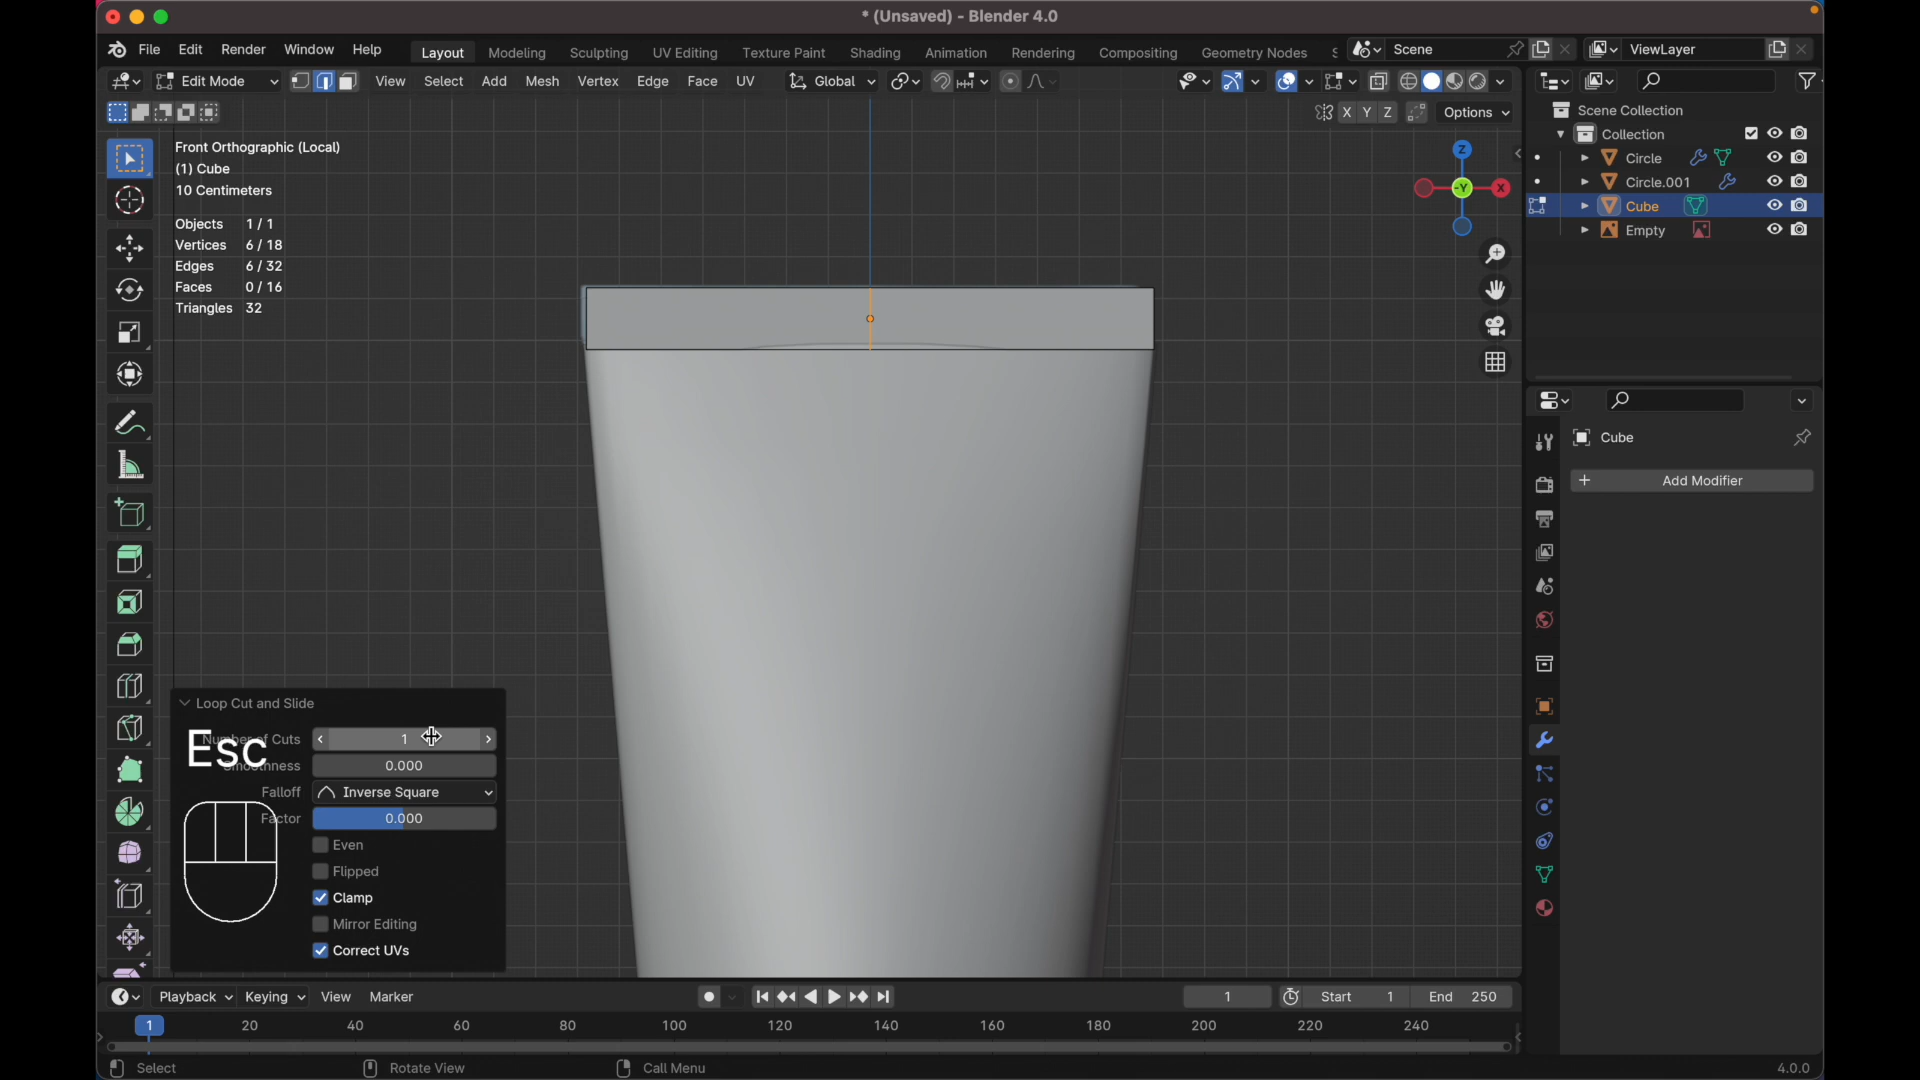 * (Unsaved) - Blender 4.0
File Edit Render Window Help Layout Modeling Sculpting UV Editing Texture Paint Shading Animation Rendering Compositing Geometry Nodes Scene ViewLayer
Edit Mode View Select Add Mesh Vertex Edge Face UV Global
X Y Z Options
Scene Collection
Collection
Circle
Circle.001
Cube
Empty
Front Orthographic (Local)
(1) Cube
10 Centimeters
Objects 1 / 1
Vertices 6 / 18
Edges 6 / 32
Faces 0 / 16
Triangles 32
Z
-Y X
Cube
Add Modifier
Loop Cut and Slide
Number of Cuts 1
Esc
Smoothness 0.000
Falloff Inverse Square
Factor 0.000
Even
Flipped
Clamp
Mirror Editing
Correct UVs
Playback Keying View Marker 1 Start 1 End 250
1 20 40 60 80 100 120 140 160 180 200 220 240
Select Rotate View Call Menu 4.0.0